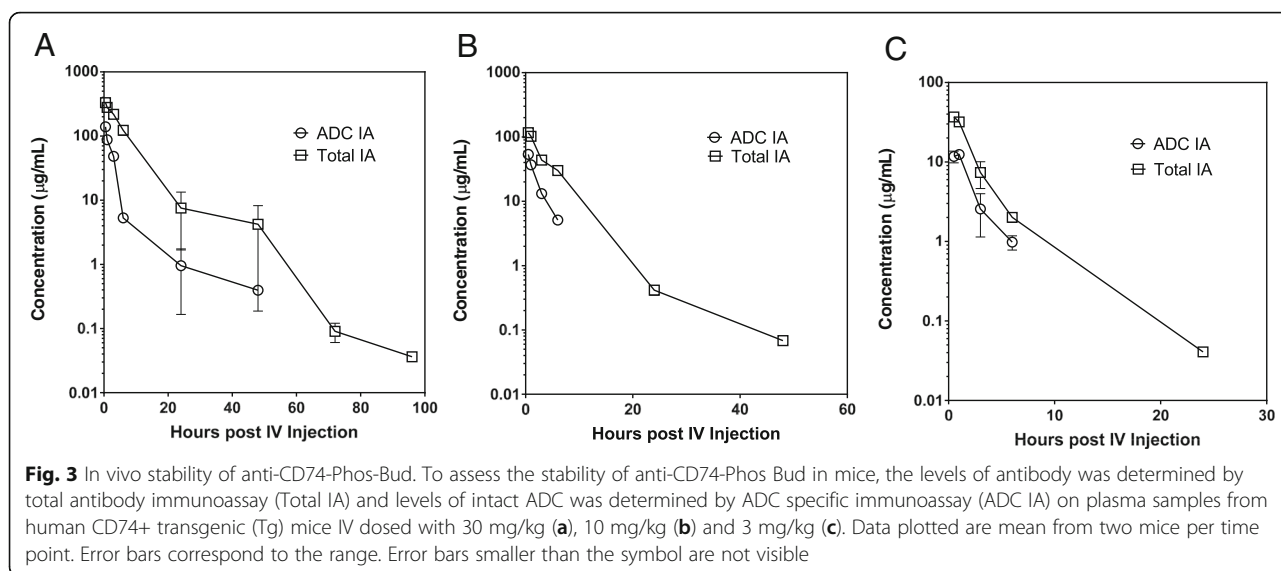 A
1000
100
10
1
0.1
0.01
Concentration (µg/mL)
ADC IA
Total IA
0 20 40 60 80 100
Hours post IV Injection
B
1000
100
10
1
0.1
0.01
Concentration (µg/mL)
ADC IA
Total IA
0 20 40 60
Hours post IV Injection
C
100
10
1
0.1
0.01
Concentration (µg/mL)
ADC IA
Total IA
0 10 20 30
Hours post IV Injection
Fig. 3 In vivo stability of anti-CD74-Phos-Bud. To assess the stability of anti-CD74-Phos Bud in mice, the levels of antibody was determined by
total antibody immunoassay (Total IA) and levels of intact ADC was determined by ADC specific immunoassay (ADC IA) on plasma samples from
human CD74+ transgenic (Tg) mice IV dosed with 30 mg/kg (a), 10 mg/kg (b) and 3 mg/kg (c). Data plotted are mean from two mice per time
point. Error bars correspond to the range. Error bars smaller than the symbol are not visible